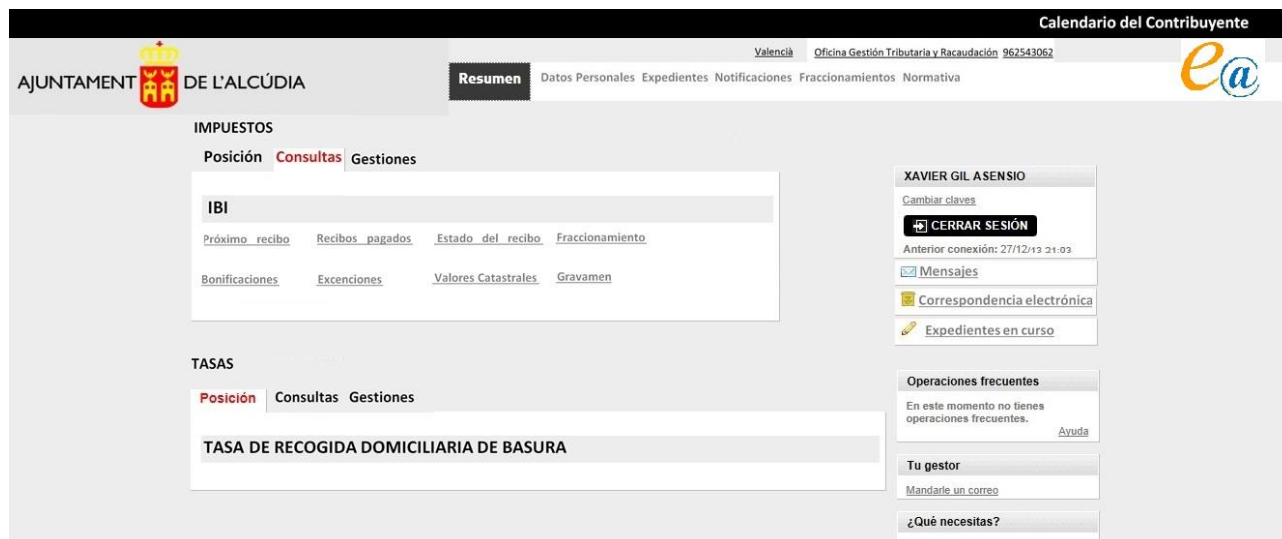 Calendario del Contribuyente
Valencià Oficina Gestión Tributaria y Racaudación 962543062
AJUNTAMENT DE L'ALCÚDIA
Resumen Datos Personales Expedientes Notificaciones Fraccionamientos Normativa
e@
IMPUESTOS
Posición Consultas Gestiones
IBI
Próximo recibo Recibos pagados Estado del recibo Fraccionamiento
Bonificaciones Excenciones Valores Catastrales Gravamen
XAVIER GIL ASENSIO
Cambiar claves
CERRAR SESIÓN
Anterior conexión: 27/12/13 21:03
Mensajes
Correspondencia electrónica
Expedientes en curso
TASAS
Posición Consultas Gestiones
TASA DE RECOGIDA DOMICILIARIA DE BASURA
Operaciones frecuentes
En este momento no tienes
operaciones frecuentes.
Ayuda
Tu gestor
Mandarle un correo
¿Qué necesitas?